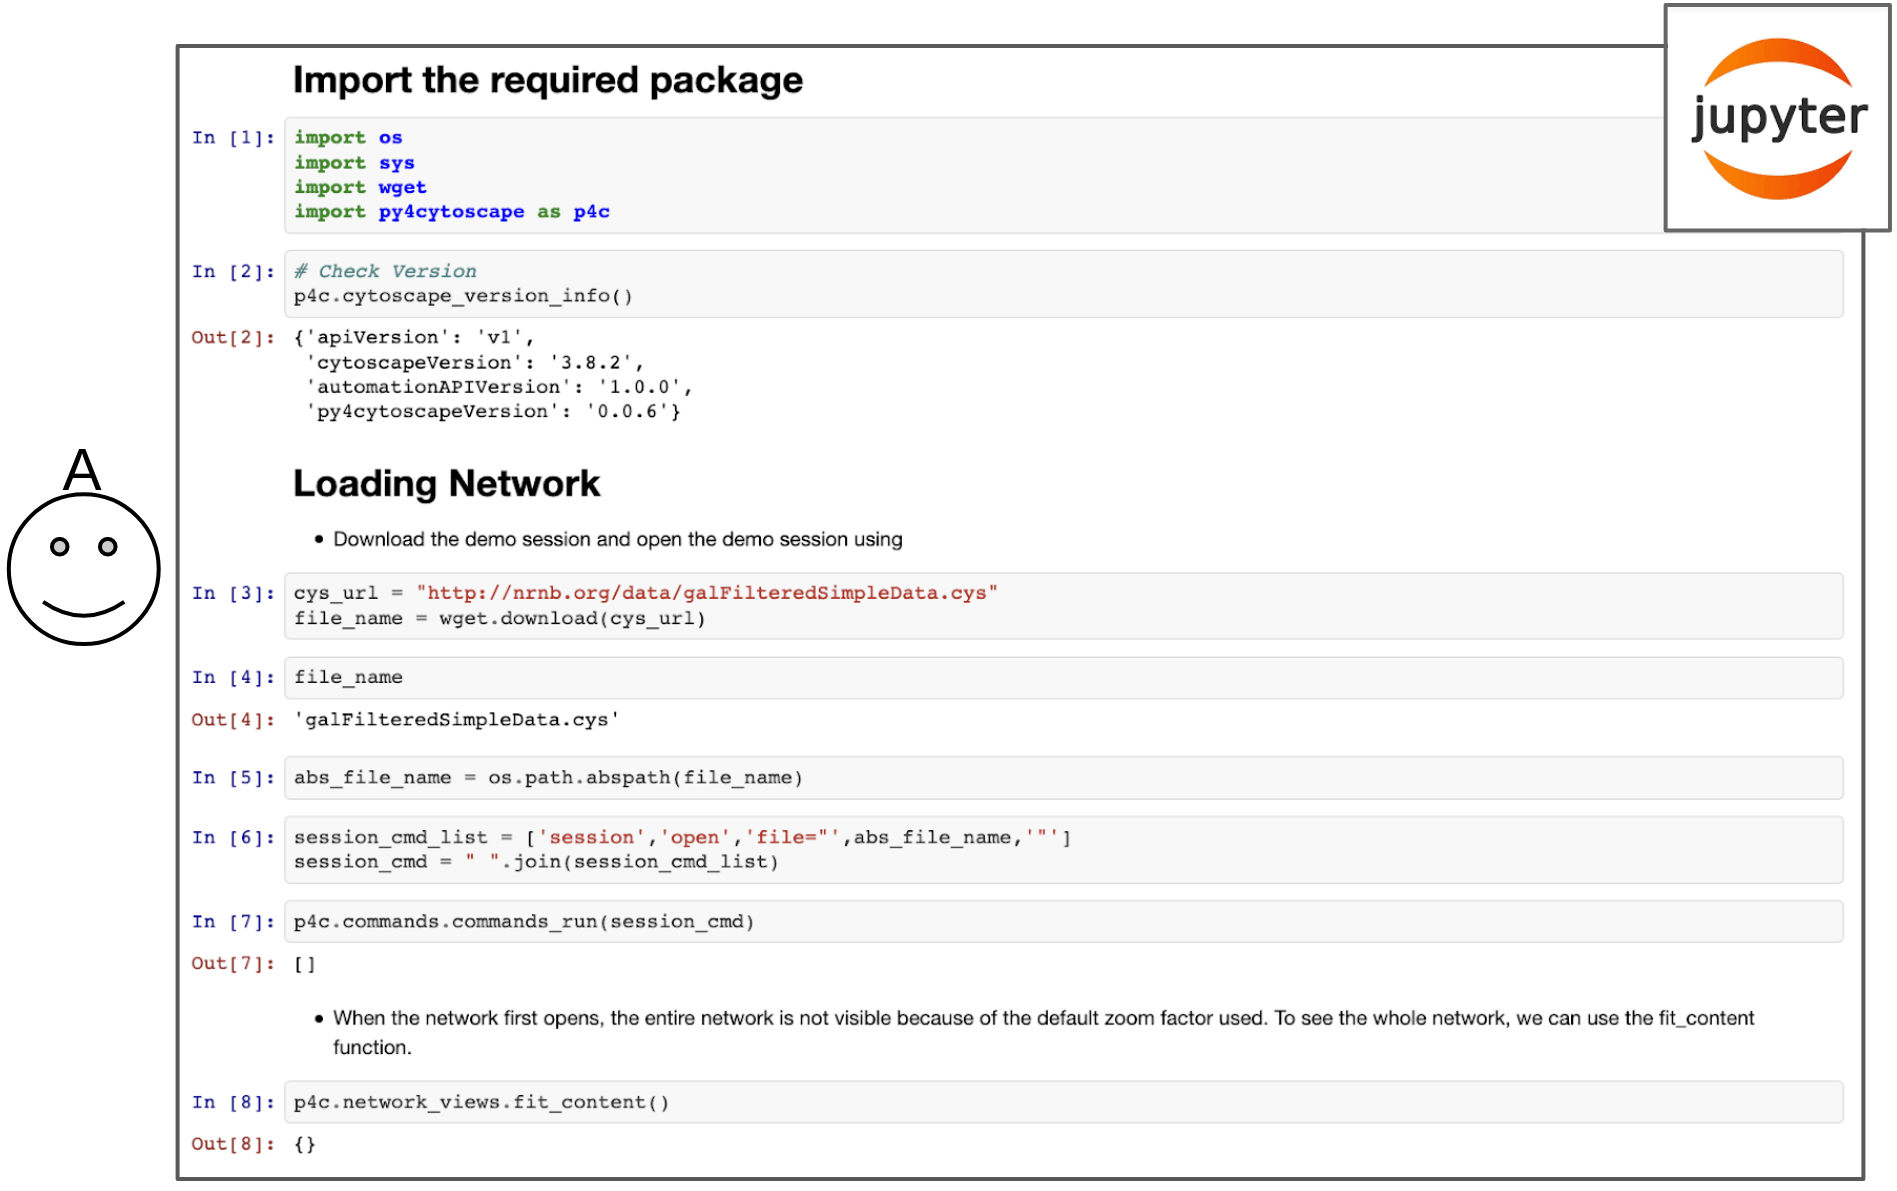 jupyter
Import the required package
In [1]: import os
import sys
import wget
import py4cytoscape as p4c
In [2]: # Check Version
p4c.cytoscape_version_info()
Out[2]: {'apiVersion': 'v1',
'cytoscapeVersion': '3.8.2',
'automationAPIVersion': '1.0.0',
'py4cytoscapeVersion': '0.0.6'}
A
Loading Network
• Download the demo session and open the demo session using
In [3]: cys_url = "http://nrnb.org/data/galFilteredSimpleData.cys"
file_name = wget.download(cys_url)
In [4]: file_name
Out[4]: 'galFilteredSimpleData.cys'
In [5]: abs_file_name = os.path.abspath(file_name)
In [6]: session_cmd_list = ['session','open','file="',abs_file_name,'"']
session_cmd = " ".join(session_cmd_list)
In [7]: p4c.commands.commands_run(session_cmd)
Out[7]: []
• When the network first opens, the entire network is not visible because of the default zoom factor used. To see the whole network, we can use the fit_content
function.
In [8]: p4c.network_views.fit_content()
Out[8]: {}